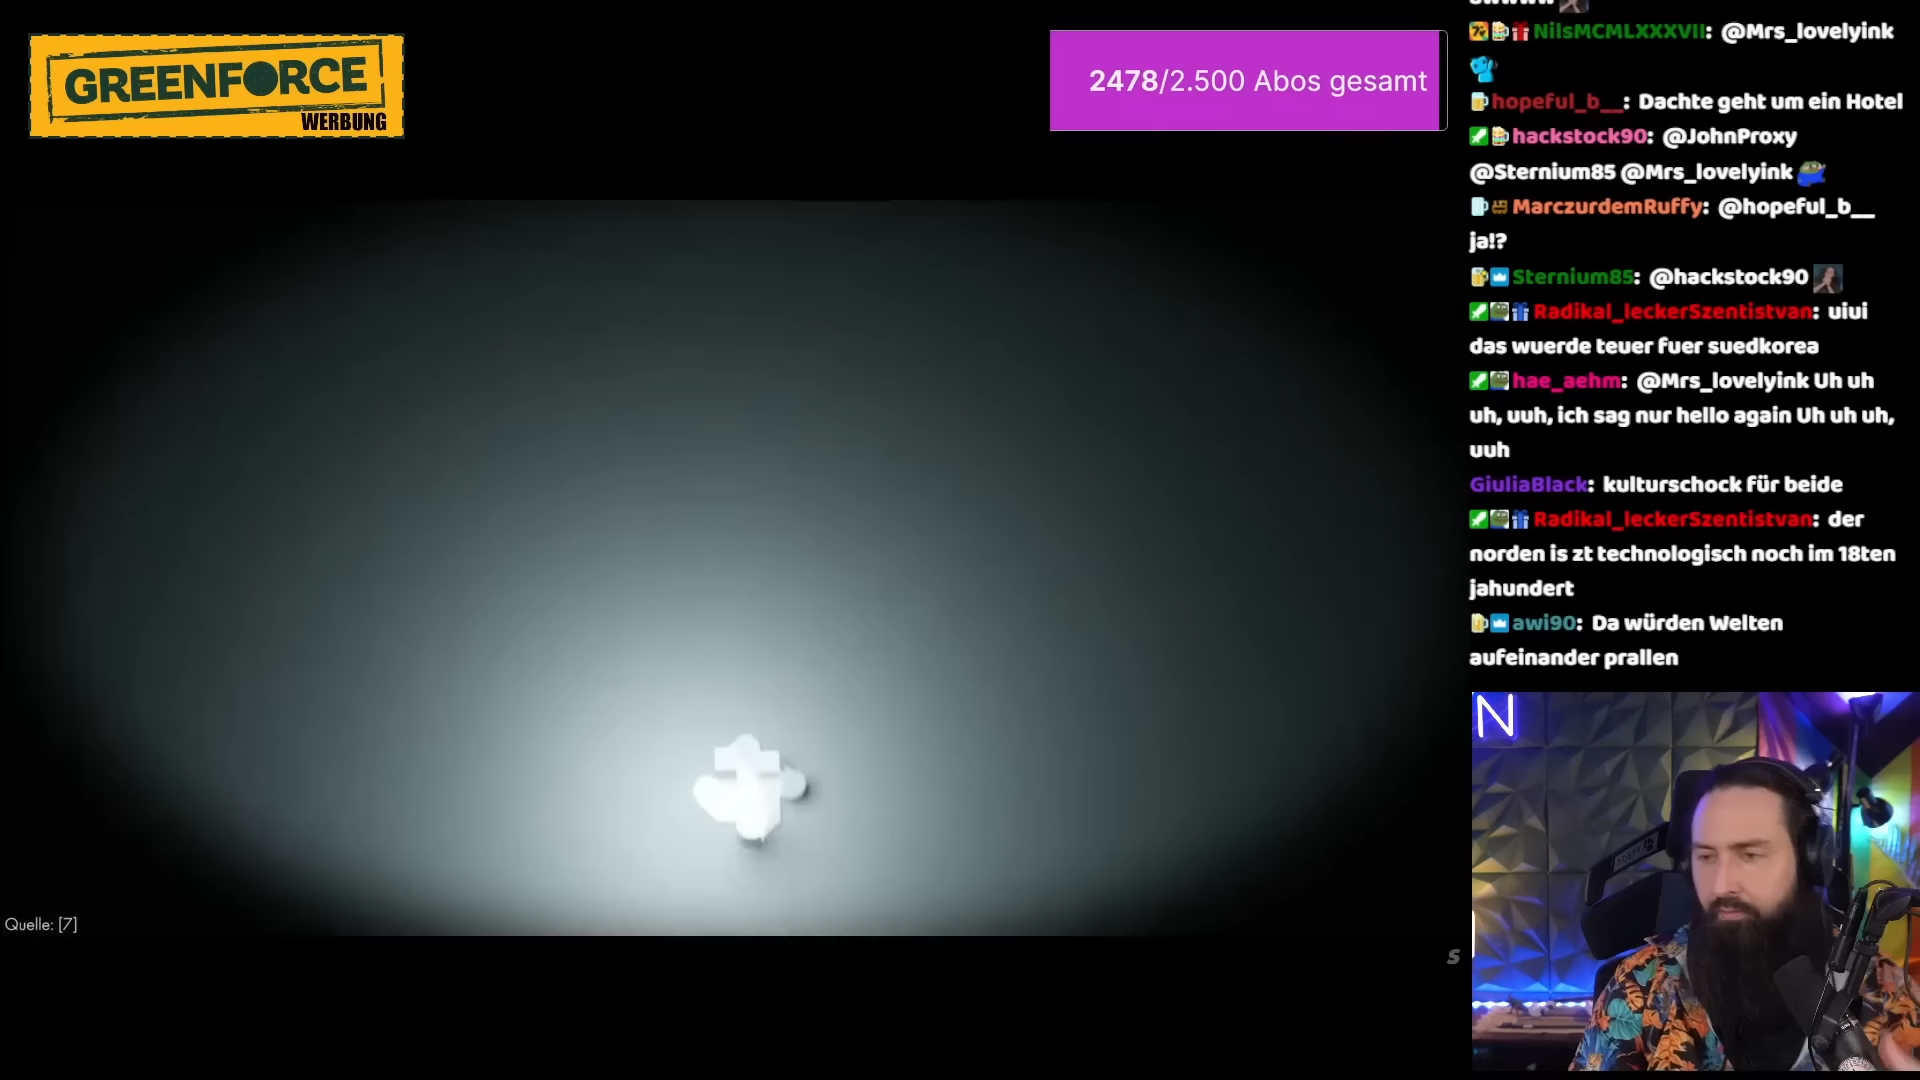 GREENFORCE
WERBUNG
2478/2.500 Abos gesamt
NilsMCMLXXXVII: @Mrs_lovelyink
hopeful_b__: Dachte geht um ein Hotel
hackstock90: @JohnProxy
@Sternium85 @Mrs_lovelyink
MarczurdemRuffy: @hopeful_b__
ja!?
Sternium85: @hackstock90
Radikal_leckerSzentistvan: uiui
das wuerde teuer fuer suedkorea
hae_aehm: @Mrs_lovelyink Uh uh
uh, uuh, ich sag nur hello again Uh uh uh,
uuh
GiuliaBlack: kulturschock für beide
Radikal_leckerSzentistvan: der
norden is zt technologisch noch im 18ten
jahundert
awi90: Da würden Welten
aufeinander prallen
N
Quelle: [7]
S